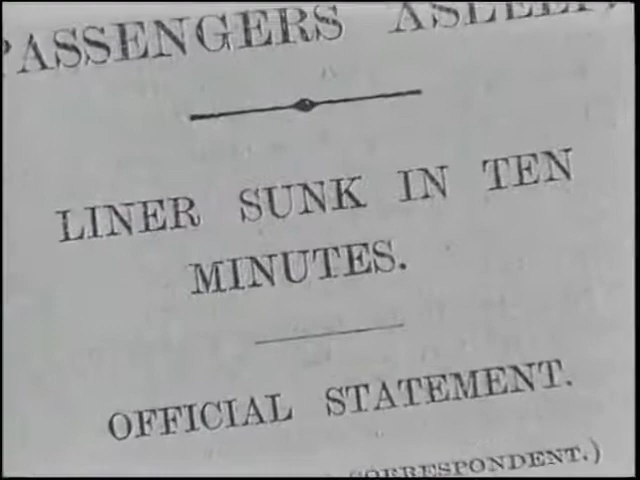 PASSENGERS ASLEEP.
LINER SUNK IN TEN
MINUTES.
OFFICIAL STATEMENT.
CORRESPONDENT.)